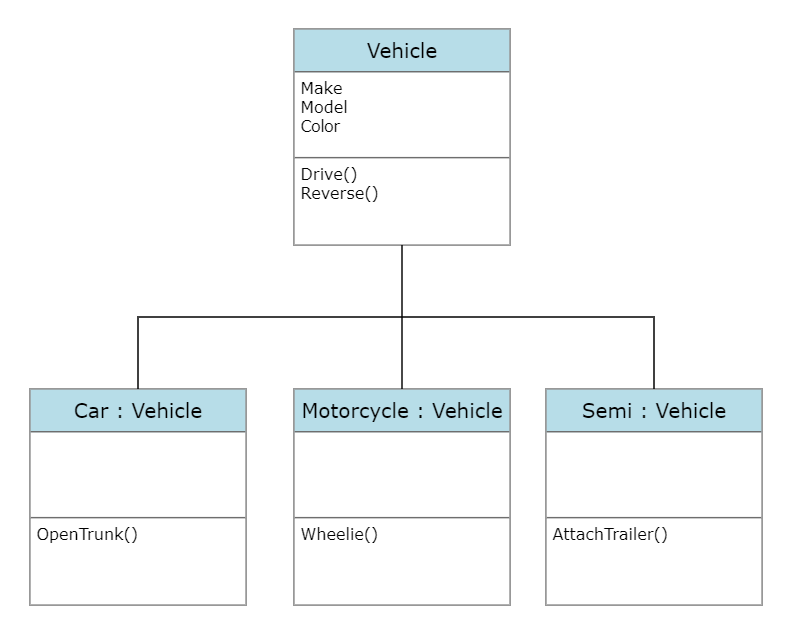 Vehicle
Make
Model
Color
Drive()
Reverse()
Car : Vehicle
OpenTrunk()
Motorcycle : Vehicle
Wheelie()
Semi : Vehicle
AttachTrailer()